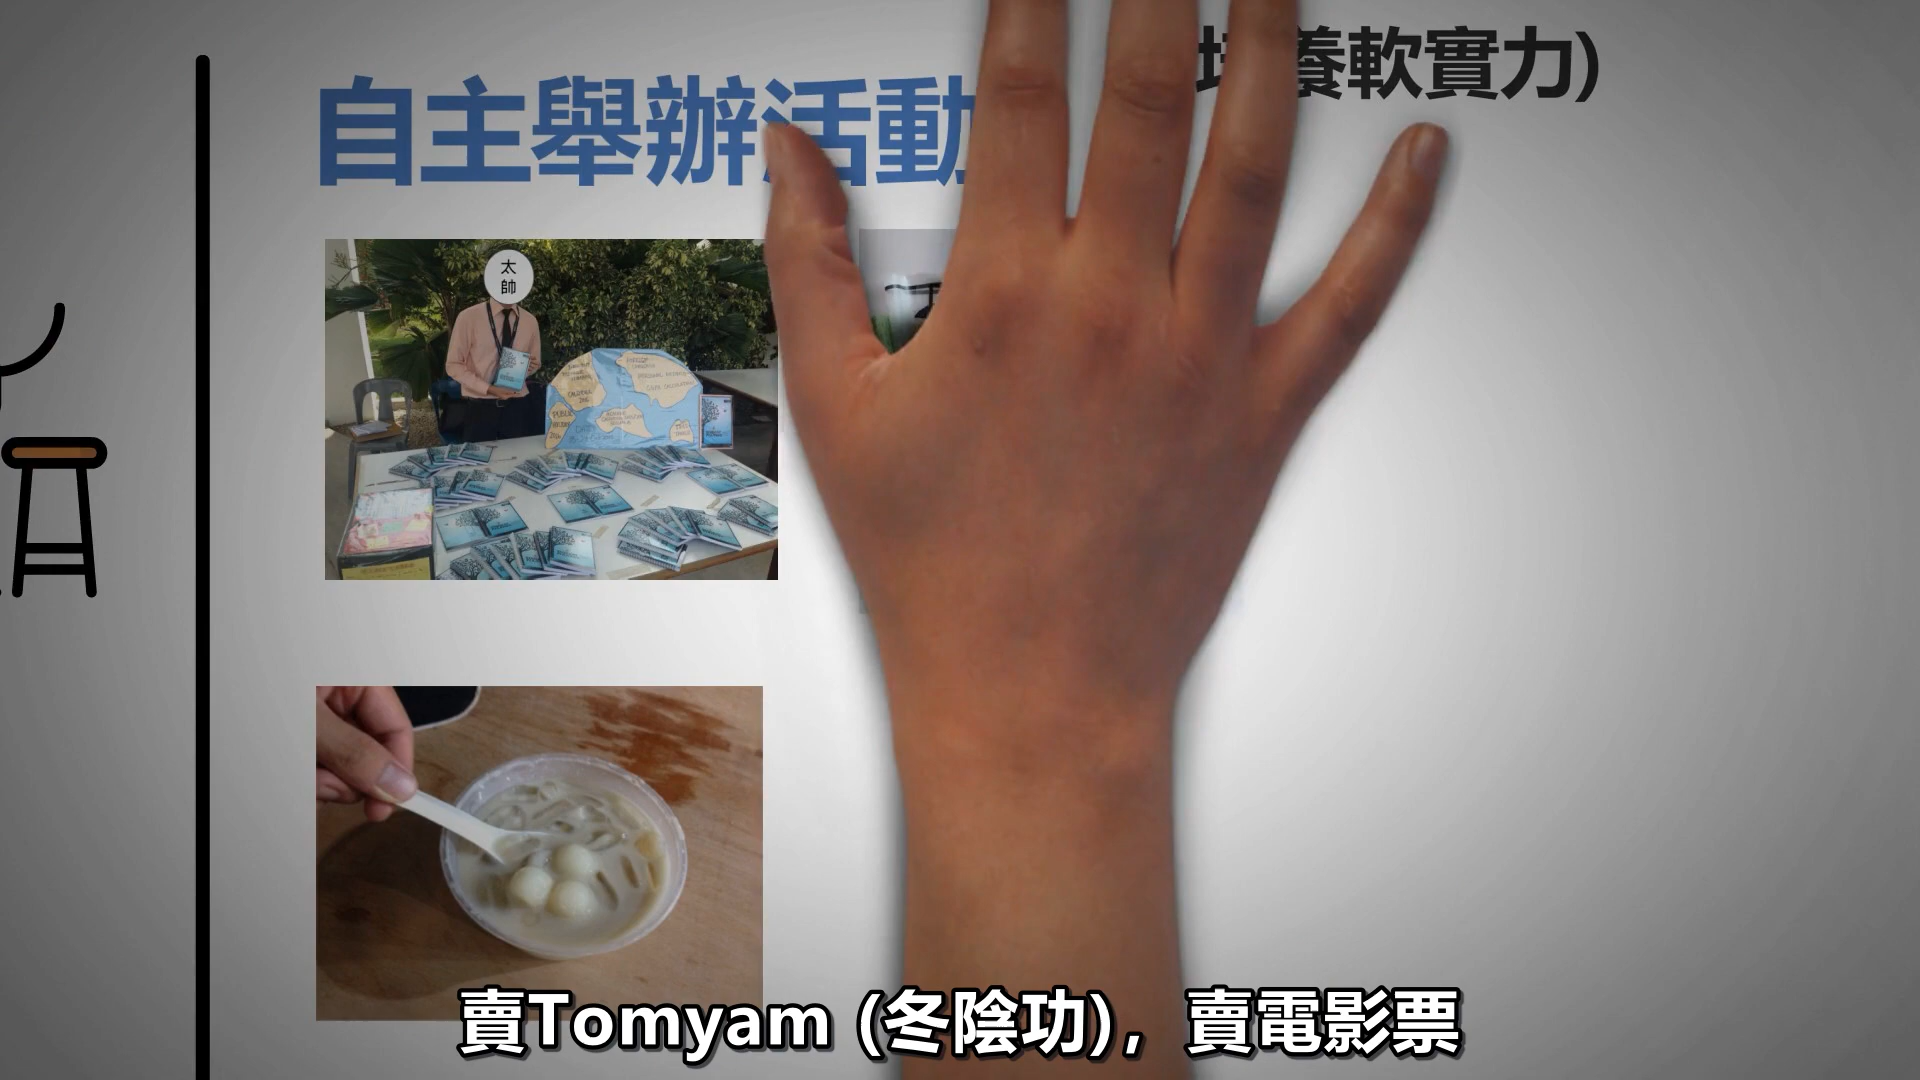 養軟實力)
自主舉辦活動
太
帥
賣Tomyam (冬陰功)，賣電影票